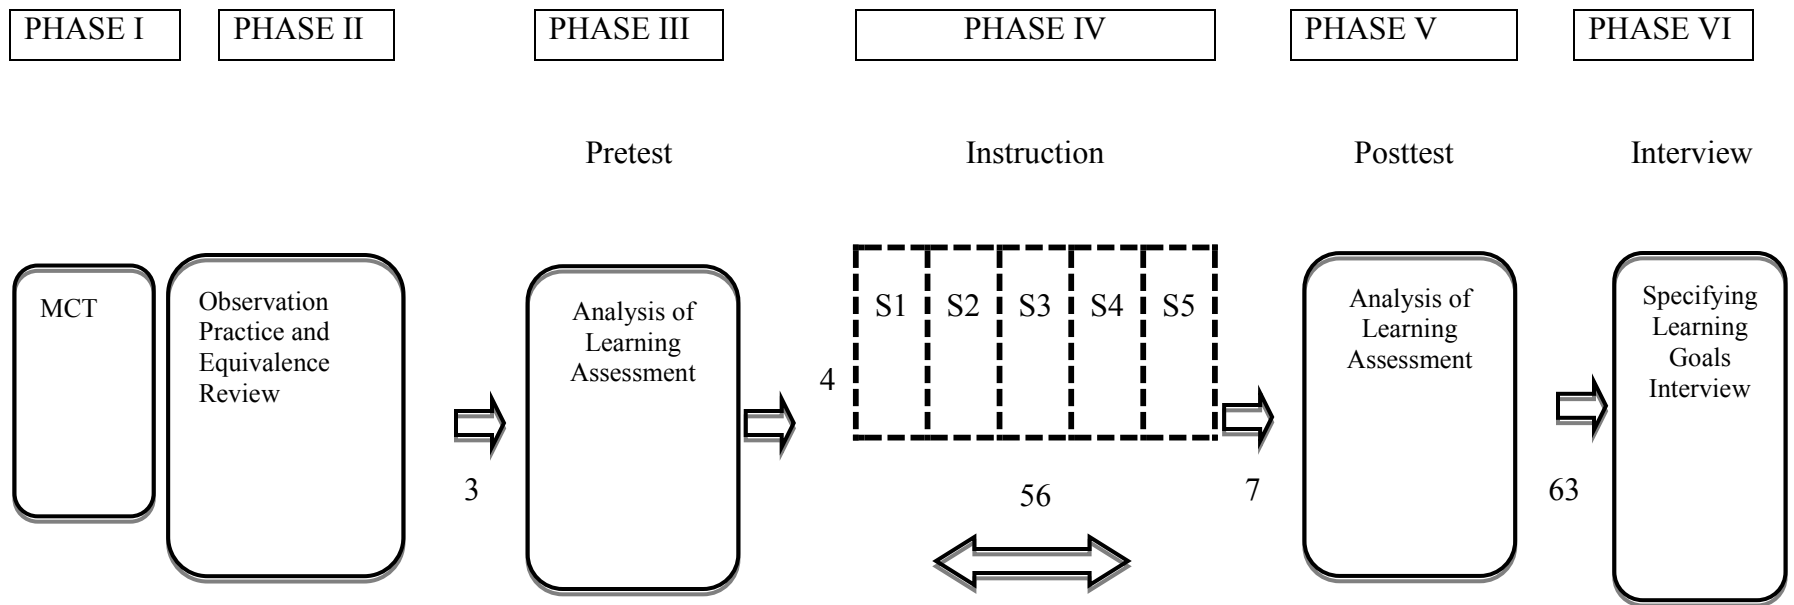 PHASE I
PHASE II
PHASE III
PHASE IV
PHASE V
PHASE VI
Pretest
Instruction
Posttest
Interview
MCT
Observation
Practice and
Equivalence
Review
3
Analysis of
Learning
Assessment
4
S1 S2 S3 S4 S5
56
7
Analysis of
Learning
Assessment
63
Specifying
Learning
Goals
Interview